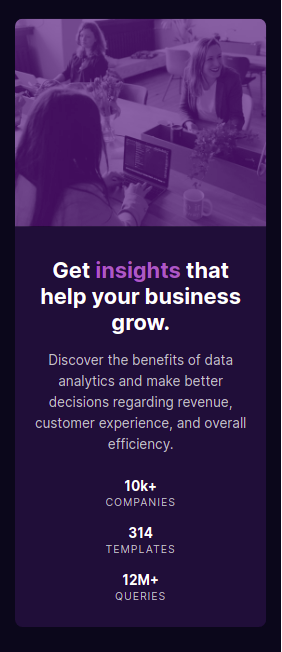 Get insights that
help your business
grow.
Discover the benefits of data
analytics and make better
decisions regarding revenue,
customer experience, and overall
efficiency.
10k+
COMPANIES
314
TEMPLATES
12M+
QUERIES